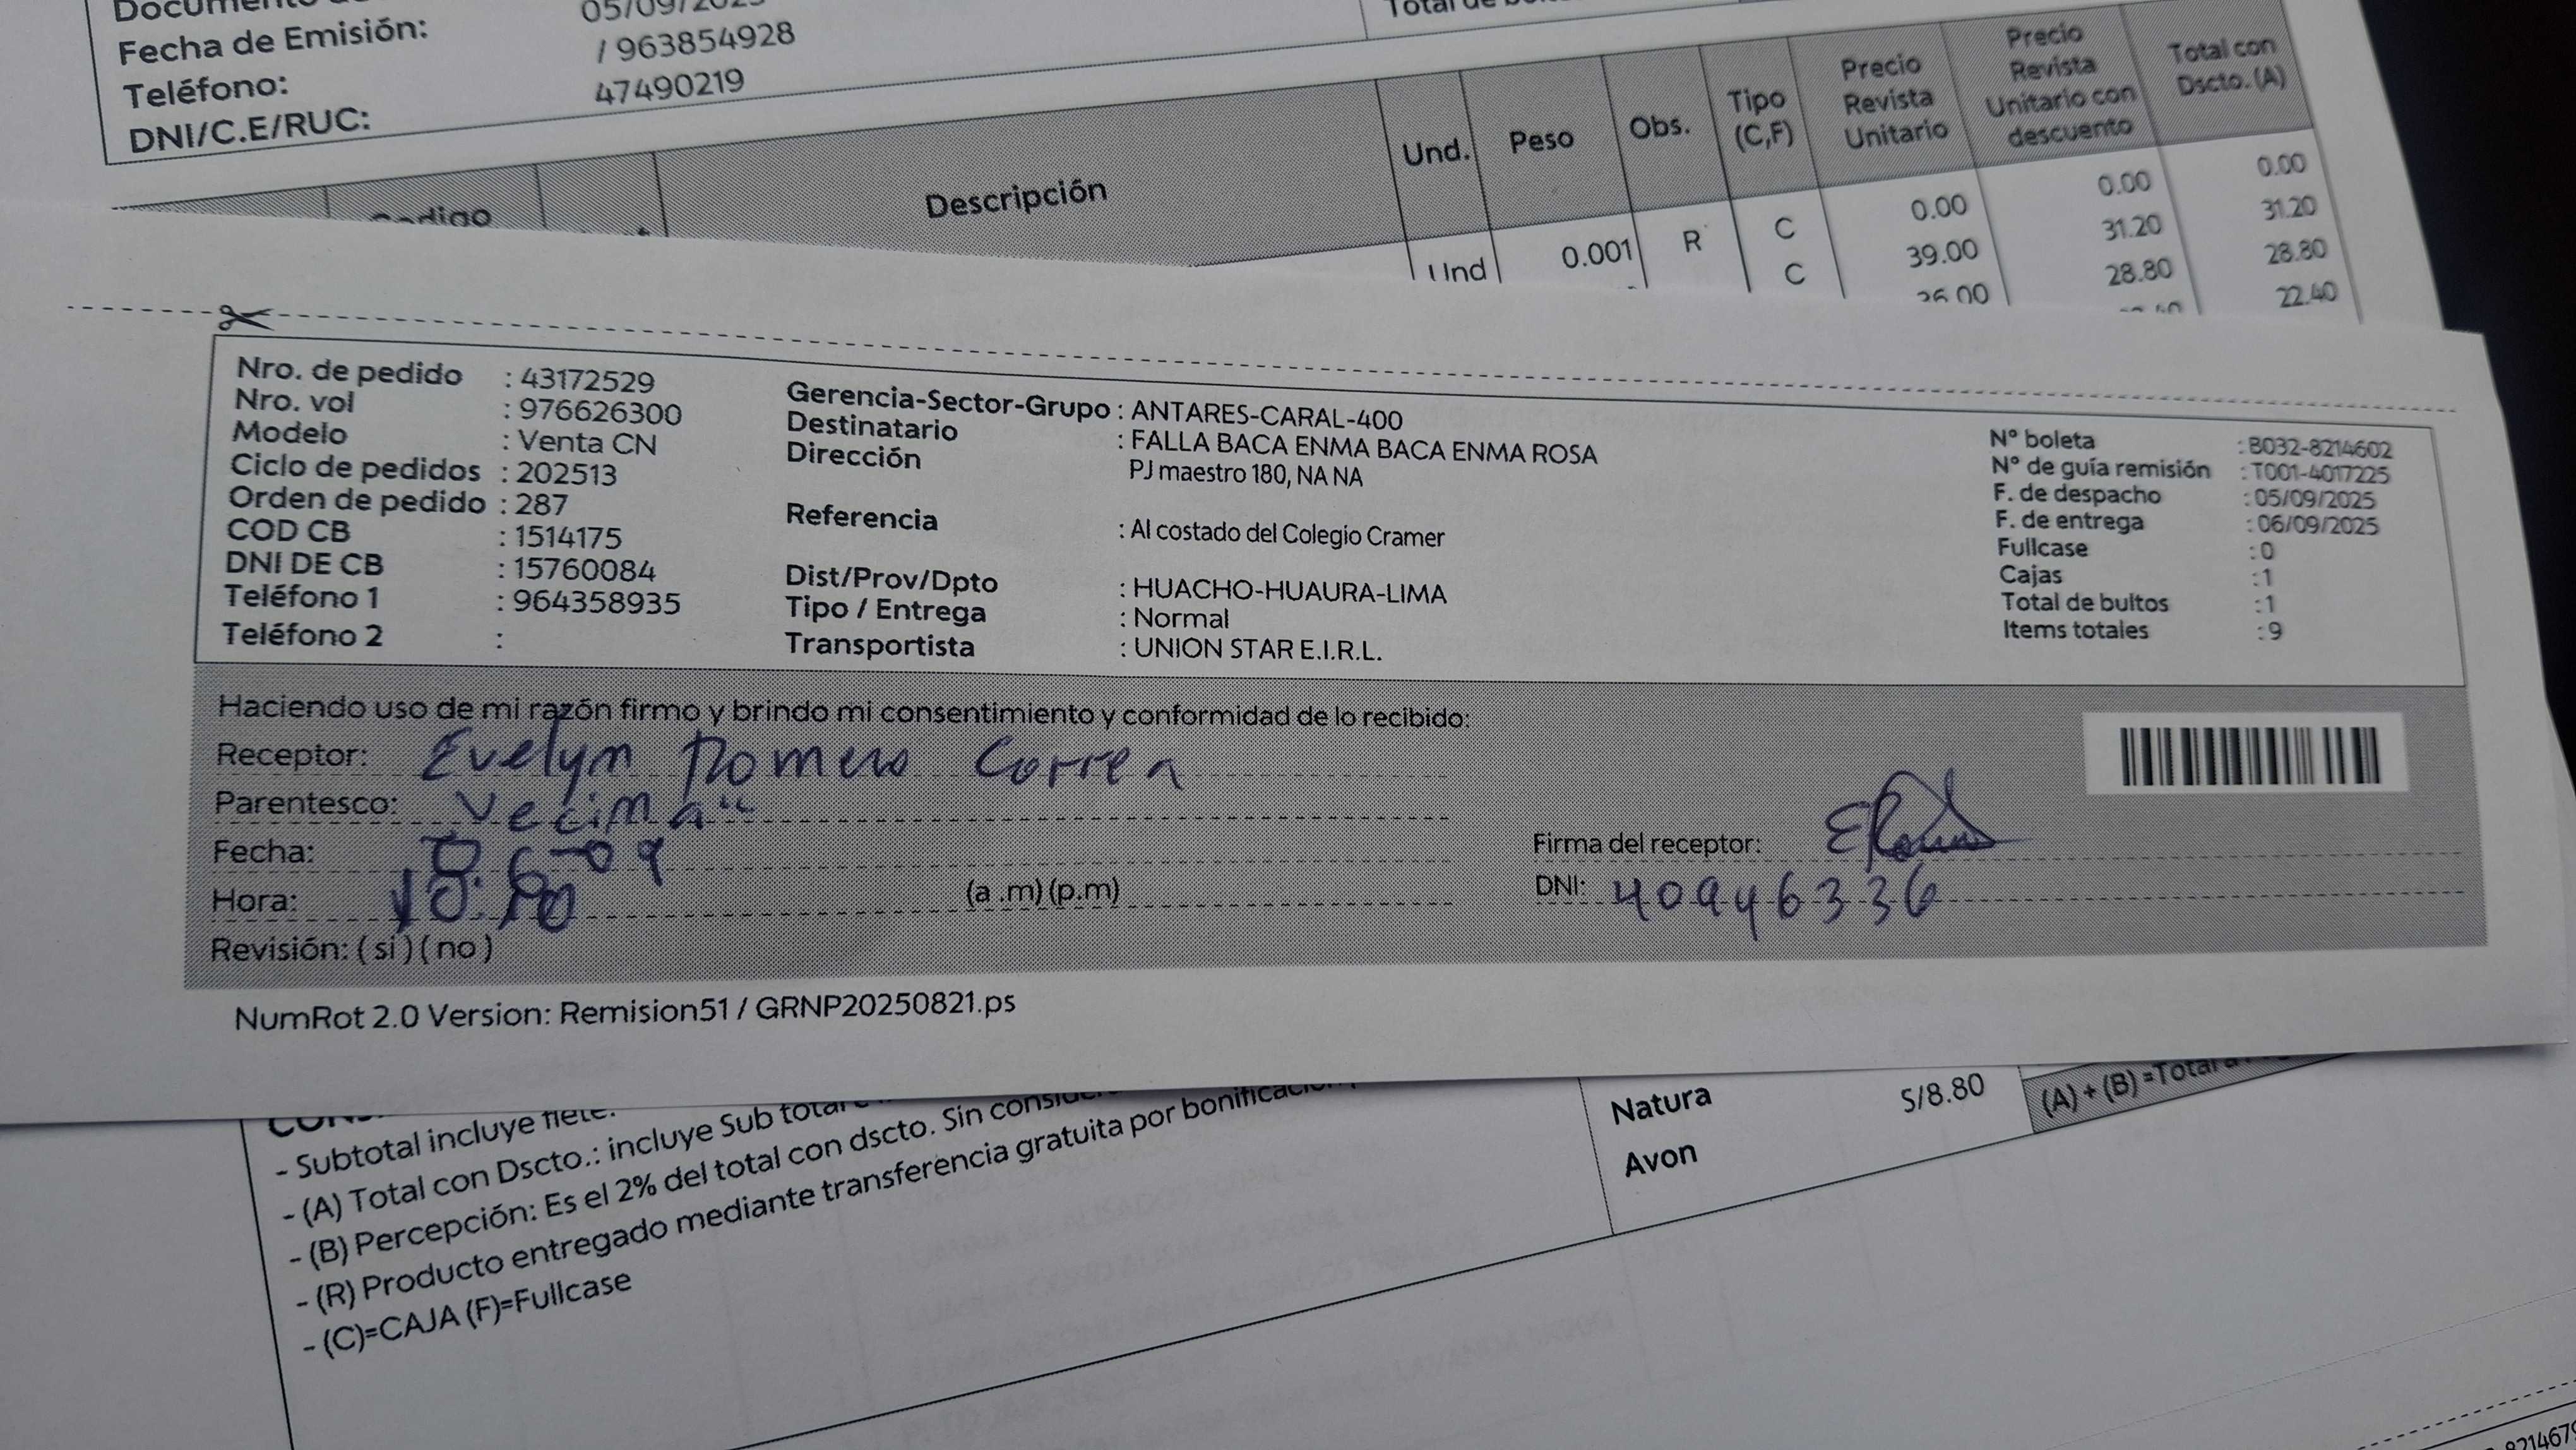 Fecha de Emisión:
/ 963854928
Teléfono:
47490219
DNI/C.E/RUC:
Descripción
Und.
Peso
Obs.
Tipo
(C,F)
Precio
Revista
Unitario
Precio
Revista
Unitario con
descuento
Total con
Dscto. (A)
0.001 R C 0.00 0.00 0.00
C 39.00 31.20 31.20
28.80 28.80
22.40
Nro. de pedido : 43172529
Nro. vol : 976626300
Modelo : Venta CN
Ciclo de pedidos : 202513
Orden de pedido : 287
COD CB : 1514175
DNI DE CB : 15760084
Teléfono 1 : 964358935
Teléfono 2 :
Gerencia-Sector-Grupo : ANTARES-CARAL-400
Destinatario : FALLA BACA ENMA BACA ENMA ROSA
Dirección PJ maestro 180, NA NA
Referencia : Al costado del Colegio Cramer
Dist/Prov/Dpto : HUACHO-HUAURA-LIMA
Tipo / Entrega : Normal
Transportista : UNION STAR E.I.R.L.
N° boleta : B032-8214602
N° de guía remisión : T001-4017225
F. de despacho : 05/09/2025
F. de entrega : 06/09/2025
Fullcase : 0
Cajas : 1
Total de bultos : 1
Items totales : 9
Haciendo uso de mi razón firmo y brindo mi consentimiento y conformidad de lo recibido:
Receptor: Evelyn Romero Correa
Parentesco: Vecina
Fecha:
Hora: (a .m) (p.m)
Revisión: ( si ) ( no )
Firma del receptor:
DNI: 40946336
NumRot 2.0 Version: Remision51 / GRNP20250821.ps
- Subtotal incluye flete.
- (A) Total con Dscto.: incluye Sub total
- (B) Percepción: Es el 2% del total con dscto. Sin
- (R) Producto entregado mediante transferencia gratuita por
- (C)=CAJA (F)=Fullcase
Natura S/8.80
Avon
(A) + (B) =Total